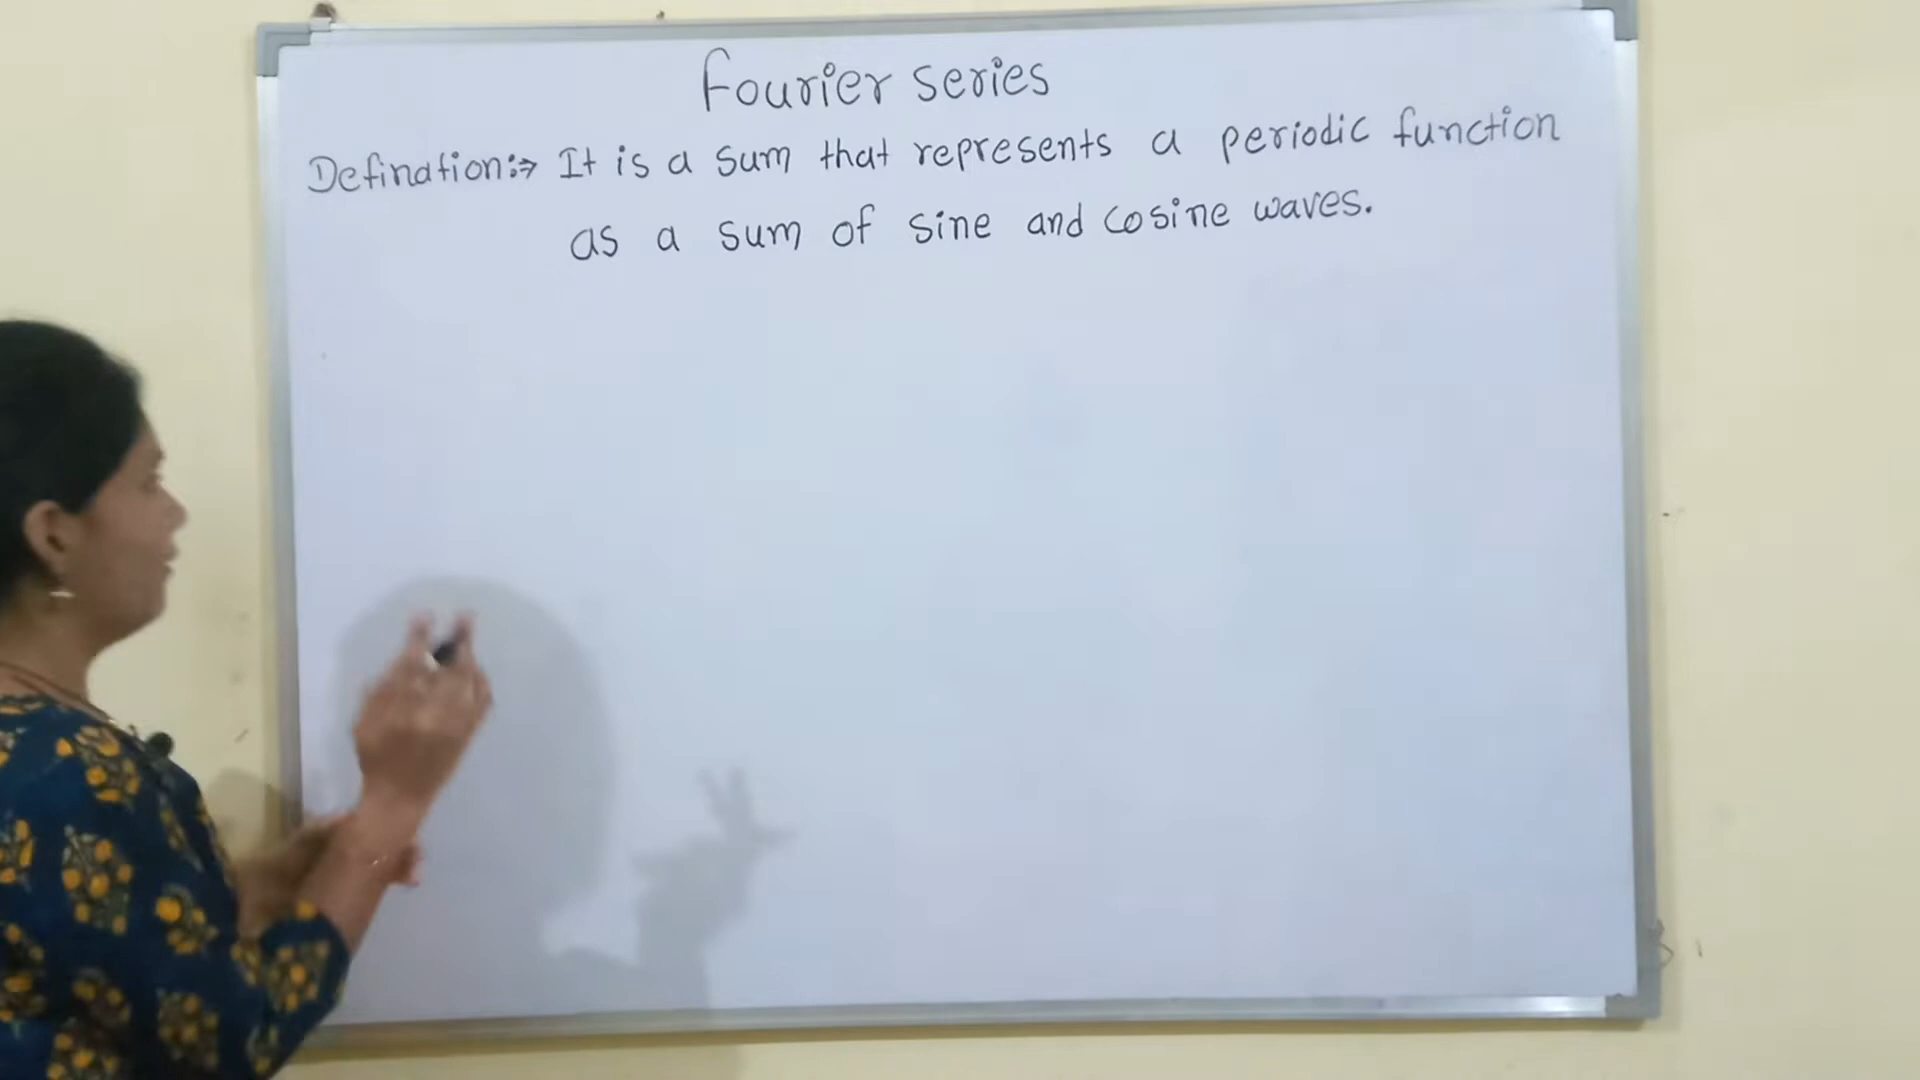 Fourier series
Defination:→ It is a sum that represents a periodic function
as a sum of sine and cosine waves.